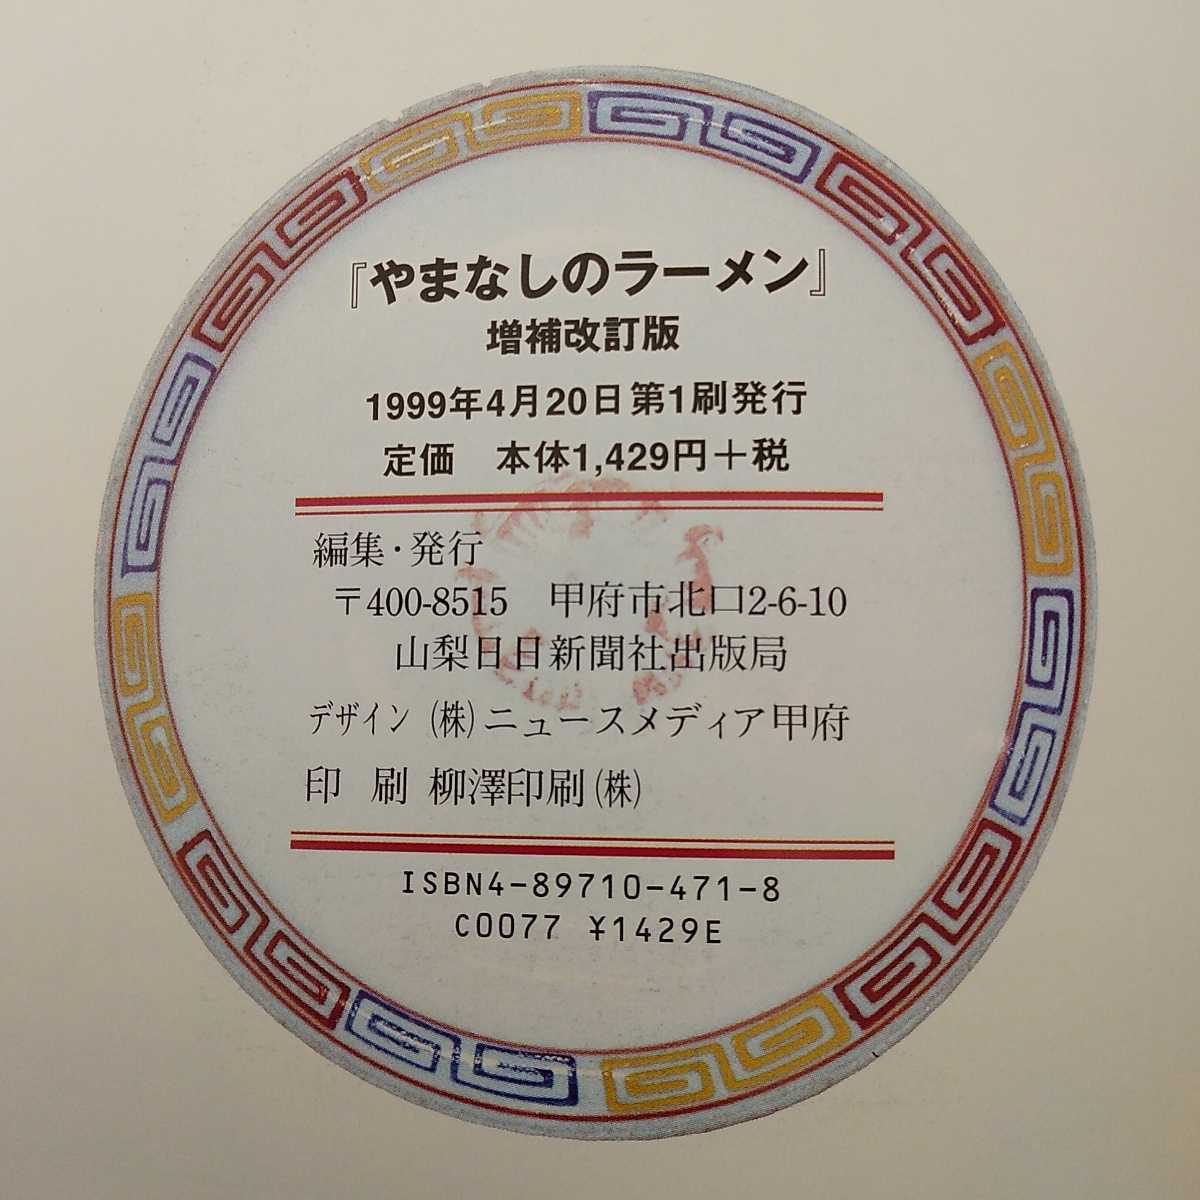 『やまなしのラーメン』
増補改訂版
1999年4月20日第1刷発行
定価　本体1,429円＋税
編集・発行
〒400-8515　甲府市北口2-6-10
山梨日日新聞社出版局
デザイン（株）ニュースメディア甲府
印　刷　柳澤印刷（株）
ISBN4-89710-471-8
C0077 ¥1429E